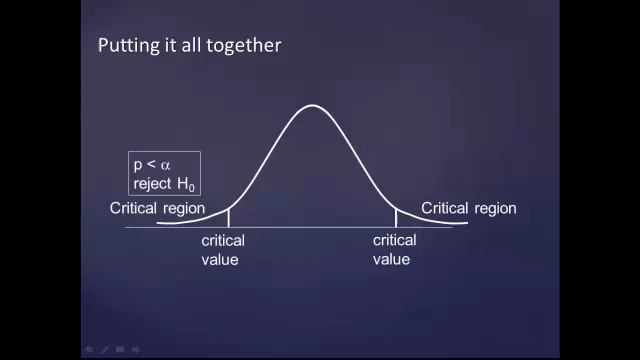 Putting it all together
p < α
reject H₀
Critical region
Critical region
critical
value
critical
value